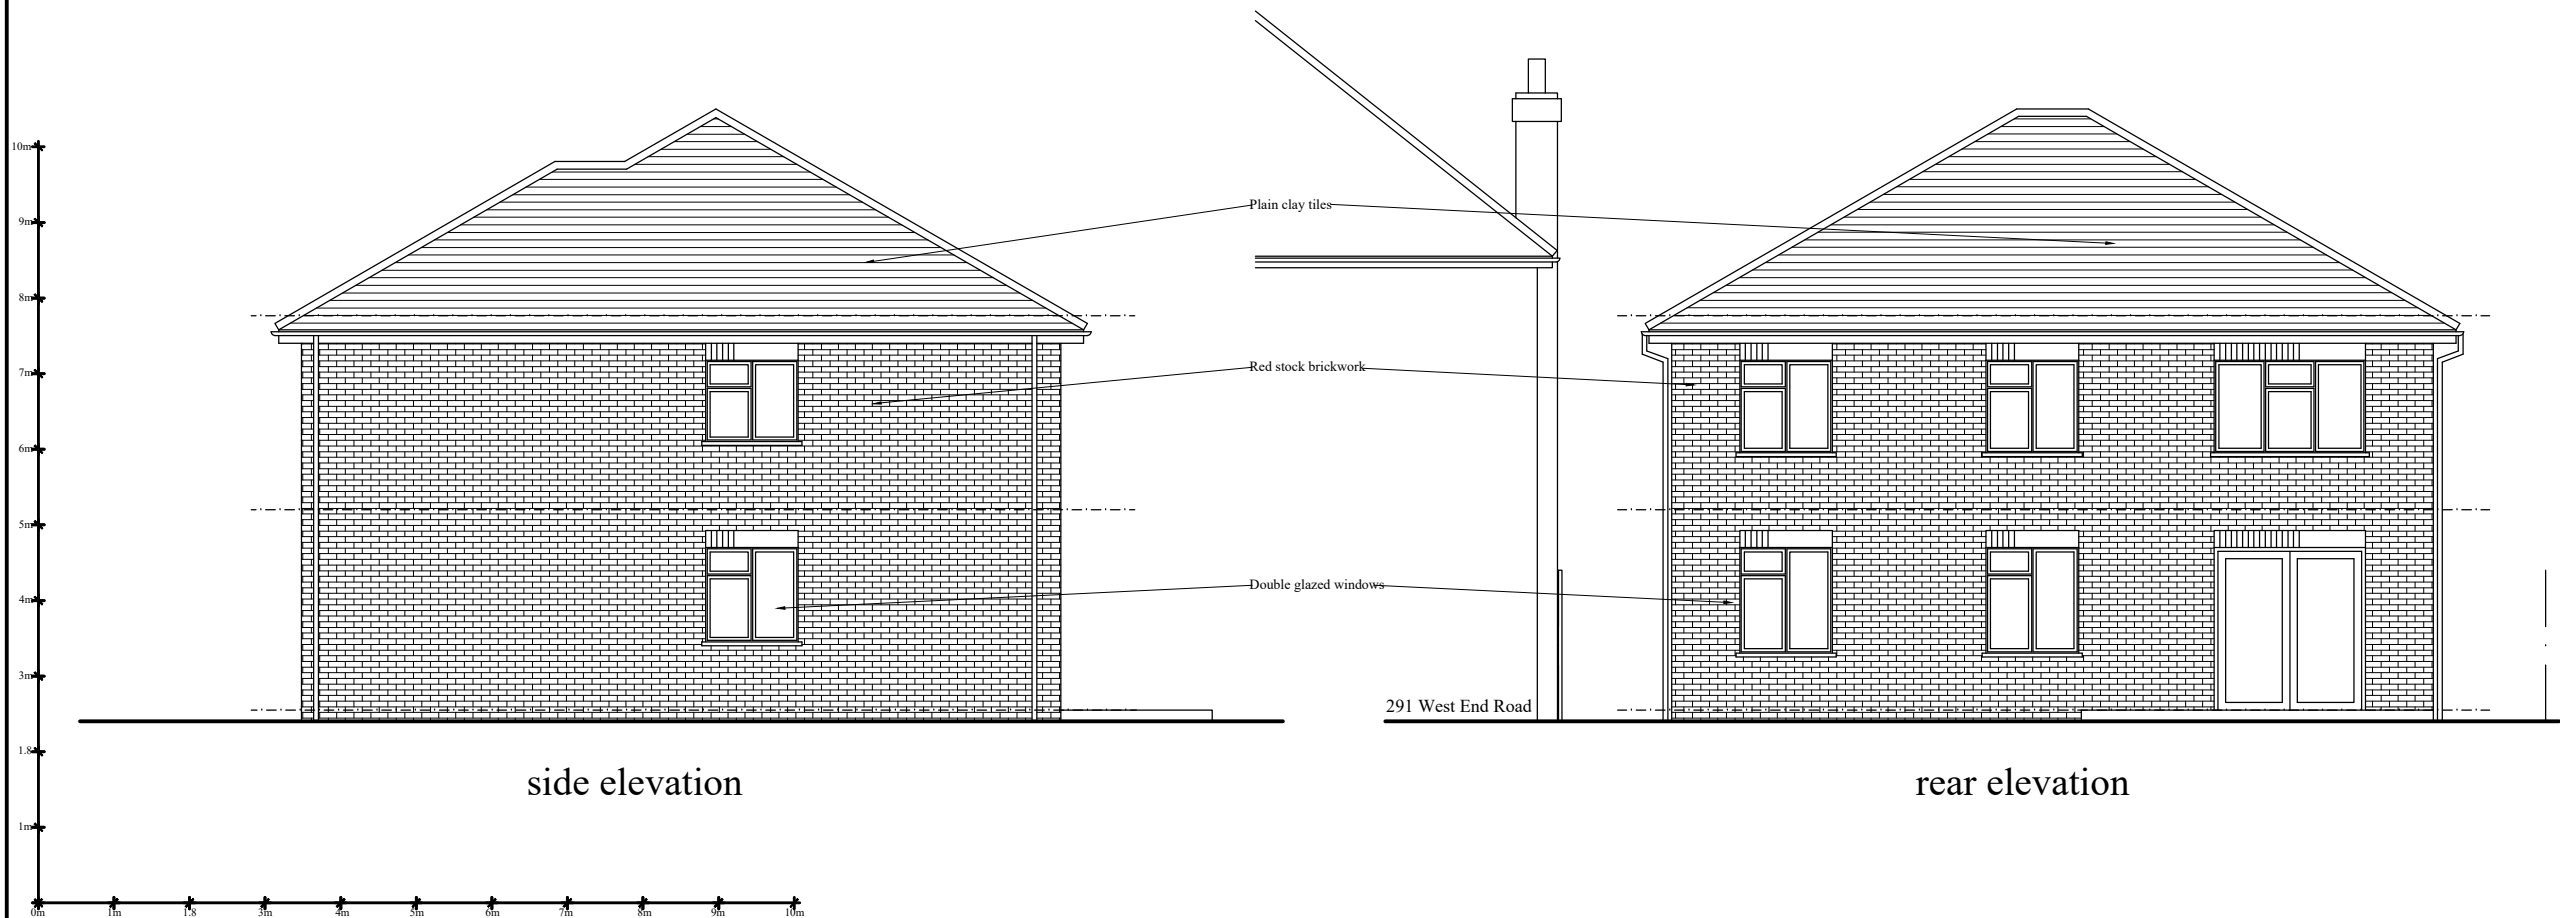 10m
9m
8m
7m
6m
5m
4m
3m
1.8
1m
0m 1m 1.8 3m 4m 5m 6m 7m 8m 9m 10m
Plain clay tiles
Red stock brickwork
Double glazed windows
291 West End Road
side elevation
rear elevation